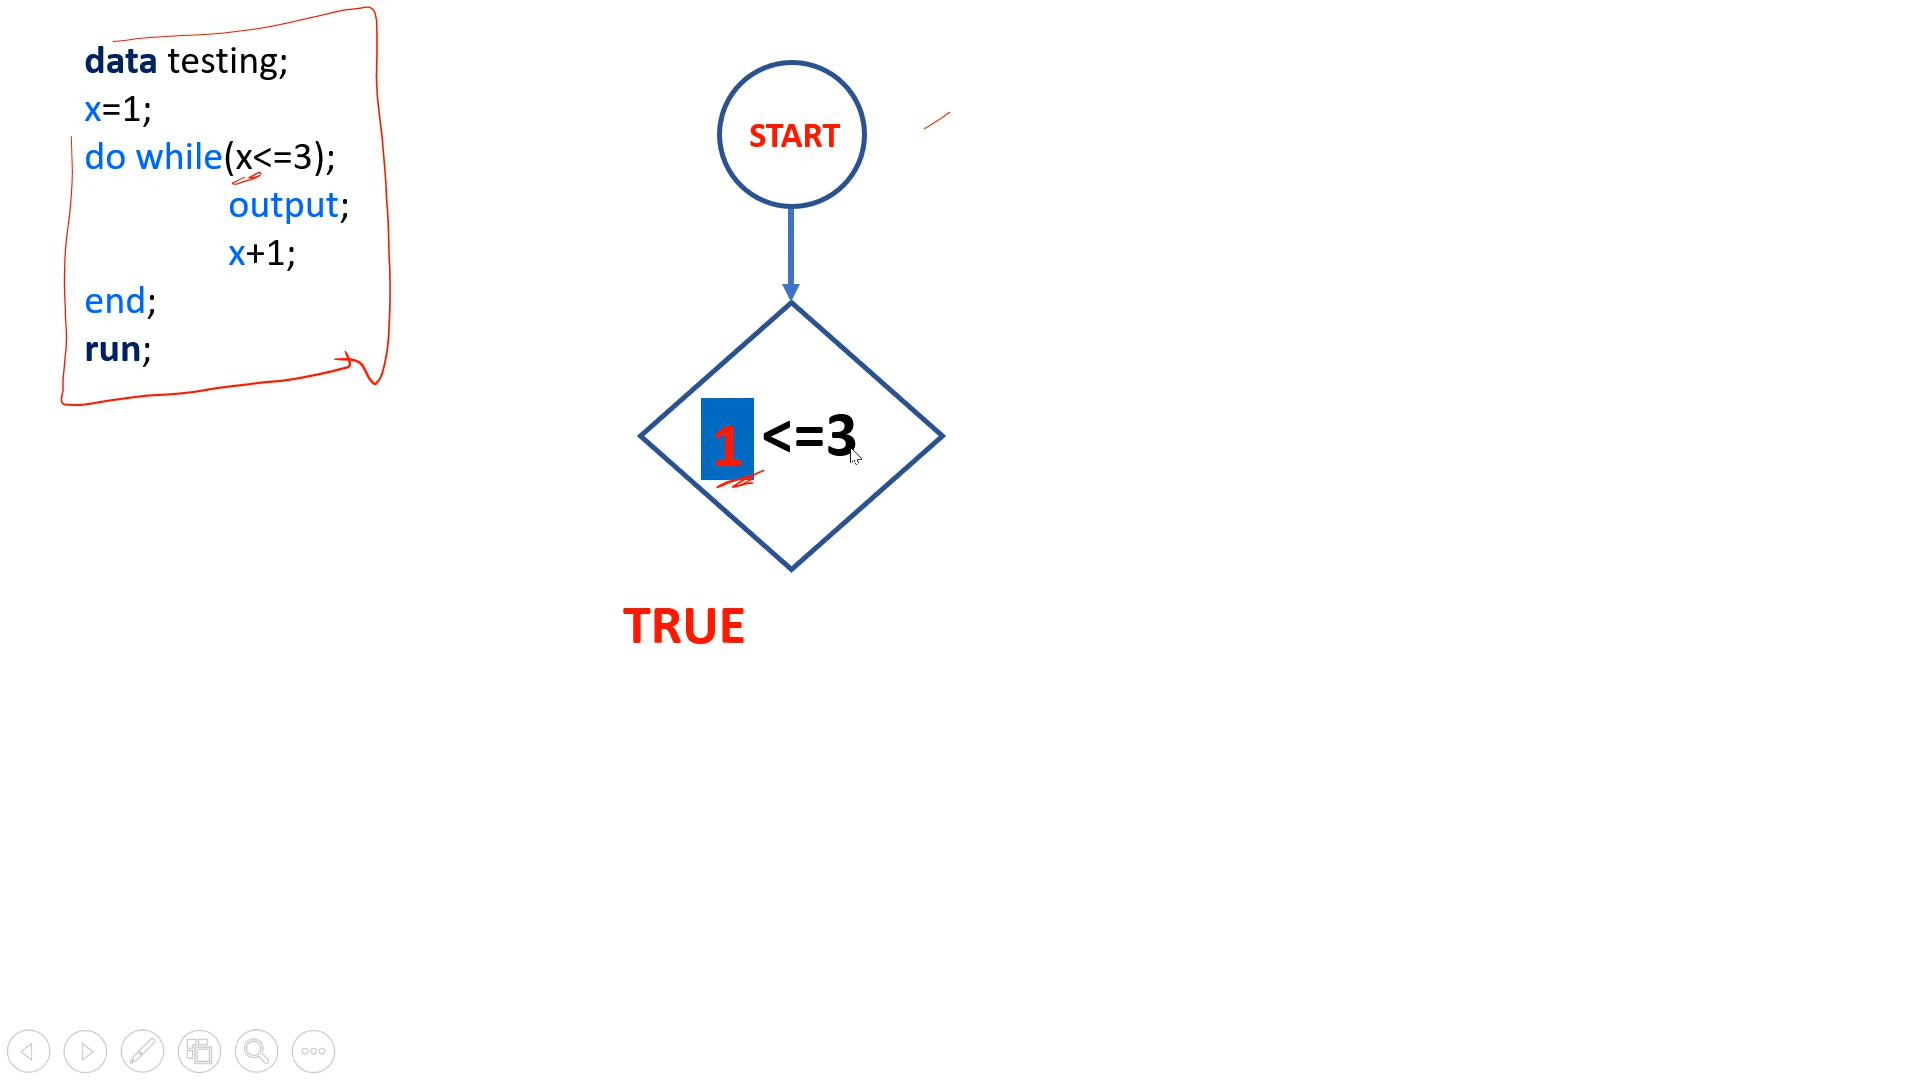 data testing;
x=1;
do while(x<=3);
output;
x+1;
end;
run;
START
1 <=3
TRUE